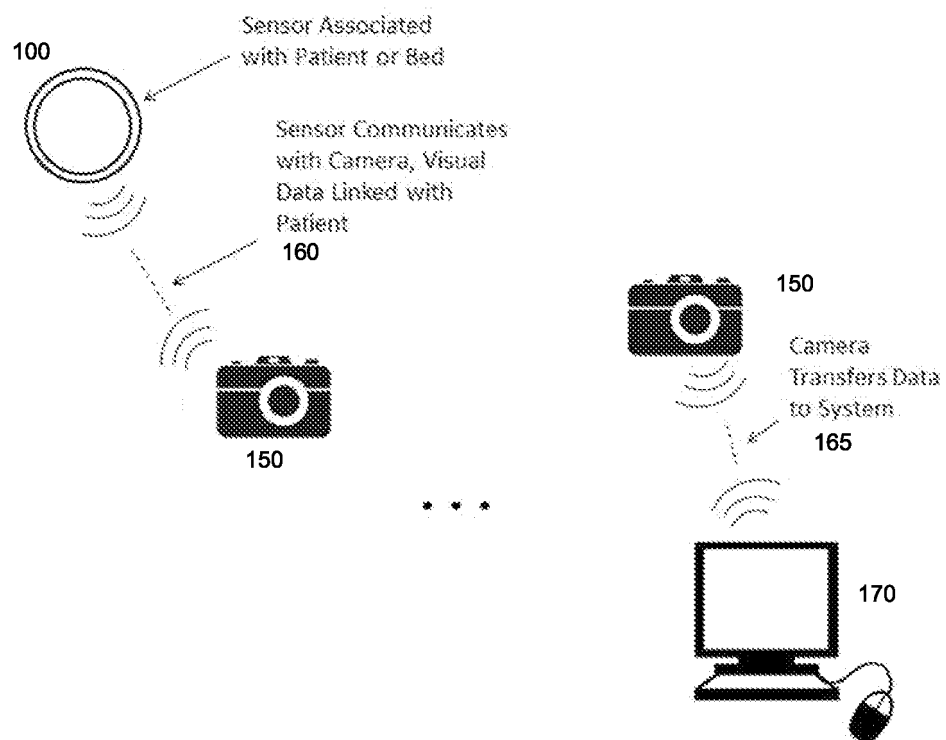 Sensor Associated
with Patient or Bed
100
Sensor Communicates
with Camera, Visual
Data Linked with
Patient
160
150
150
Camera
Transfers Data
to System
165
170